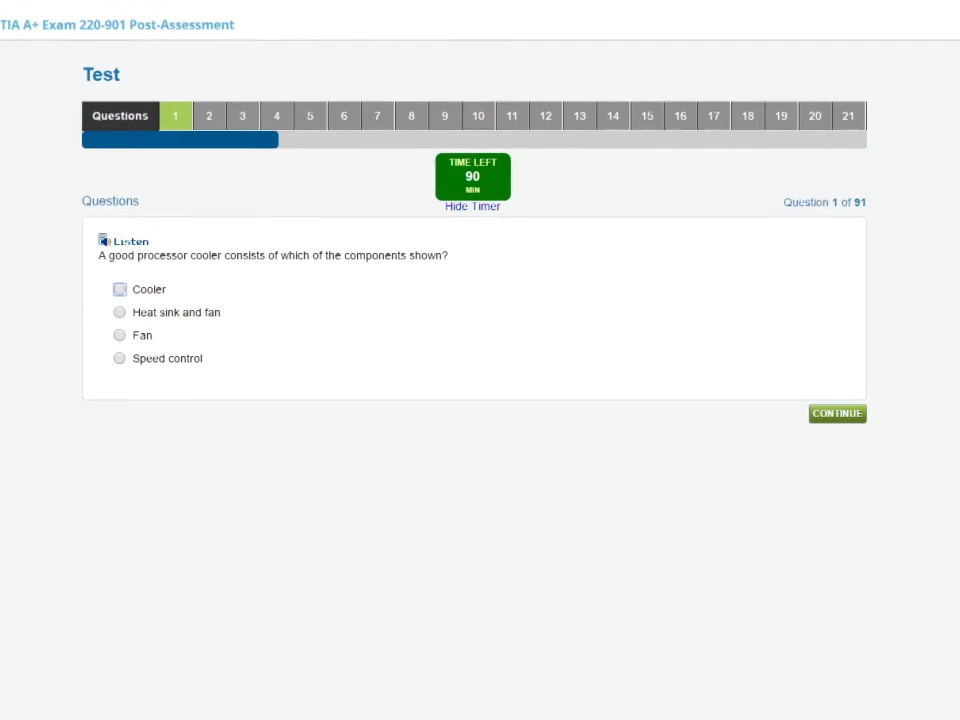 TIA A+ Exam 220-901 Post-Assessment
Test
Questions 1 2 3 4 5 6 7 8 9 10 11 12 13 14 15 16 17 18 19 20 21
TIME LEFT
90
MIN
Hide Timer
Questions
Question 1 of 91
Listen
A good processor cooler consists of which of the components shown?
Cooler
Heat sink and fan
Fan
Speed control
CONTINUE